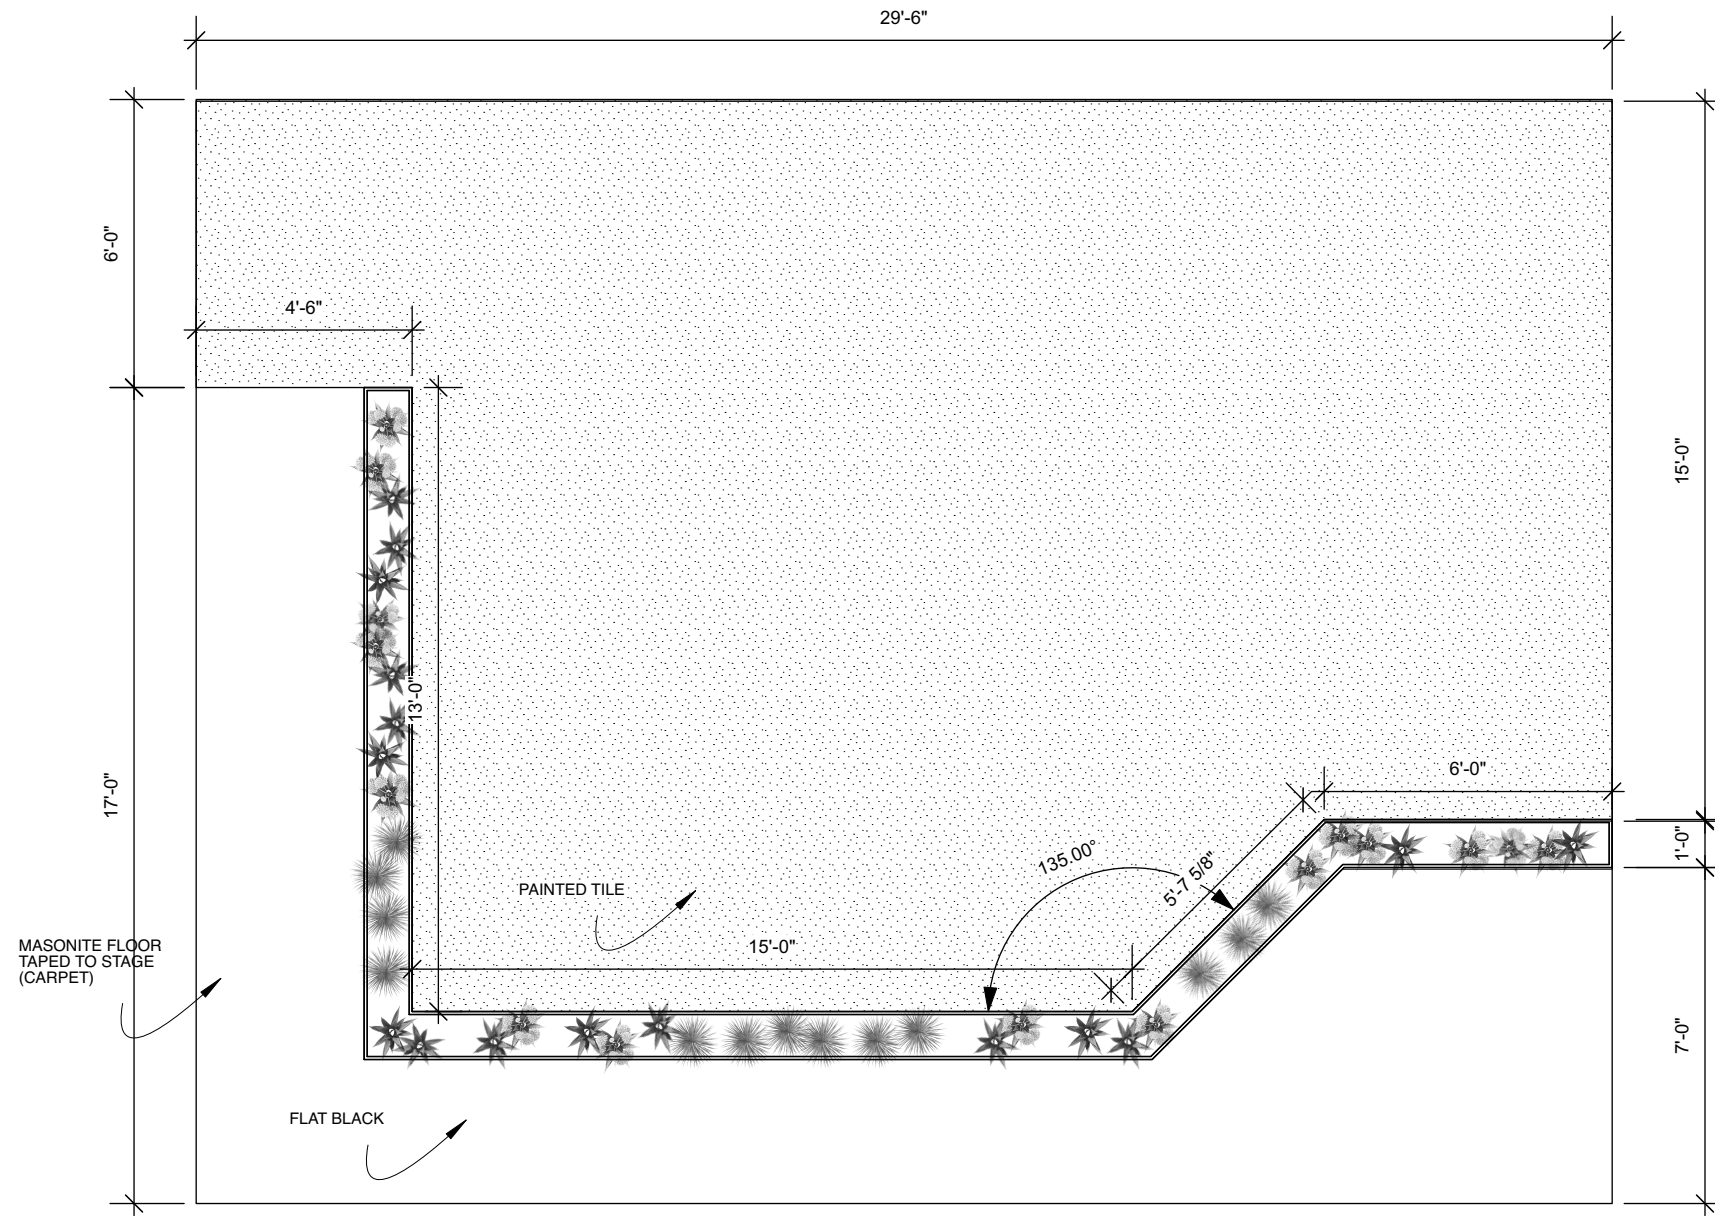 29'-6"
6'-0"
4'-6"
15'-0"
13'-0"
17'-0"
6'-0"
1'-0"
135.00°
5'-7 5/8"
PAINTED TILE
15'-0"
MASONITE FLOOR
TAPED TO STAGE
(CARPET)
7'-0"
FLAT BLACK